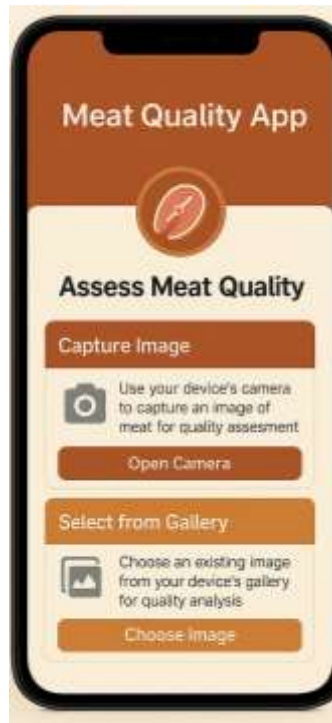 Meat Quality App
Assess Meat Quality
Capture Image
Use your device's camera
to capture an image of
meat for quality assesment
Open Camera
Select from Gallery
Choose an existing image
from your device's gallery
for quality analysis
Choose Image